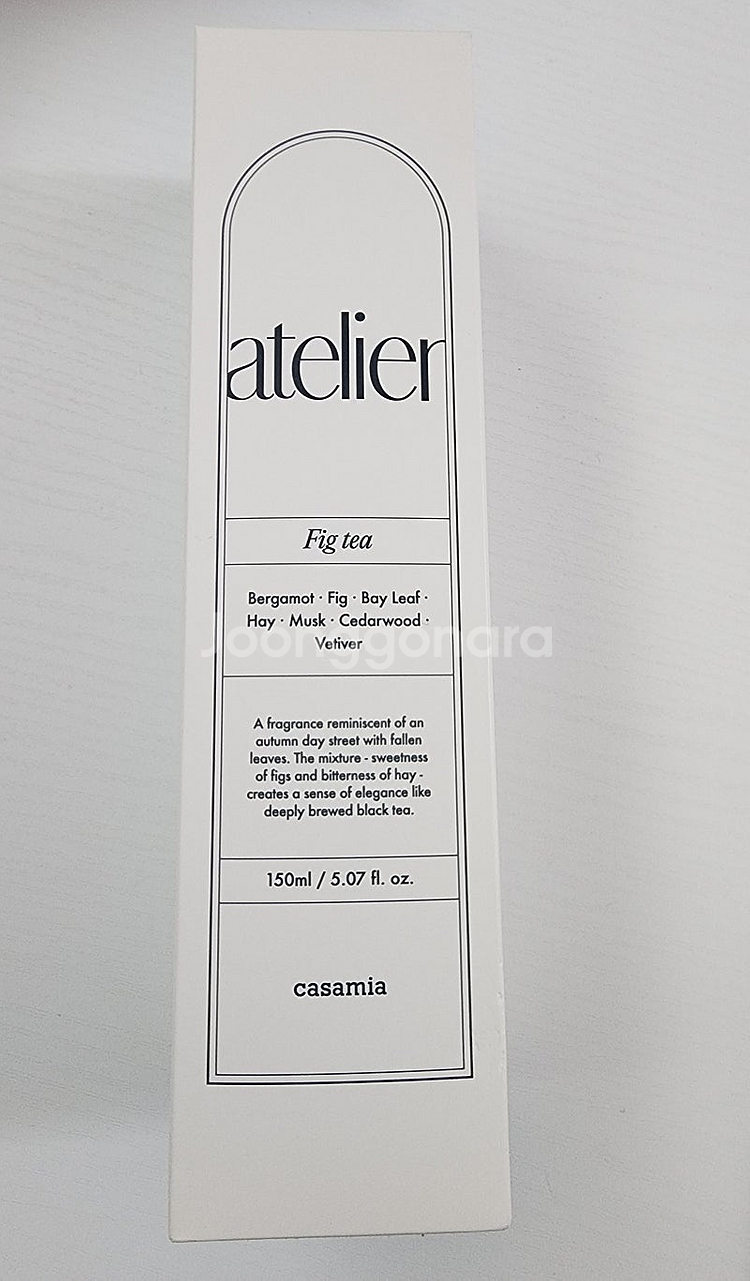 atelier
Fig tea
Bergamot · Fig · Bay Leaf ·
Hay · Musk · Cedarwood ·
Vetiver
Joonggonara
A fragrance reminiscent of an
autumn day street with fallen
leaves. The mixture - sweetness
of figs and bitterness of hay -
creates a sense of elegance like
deeply brewed black tea.
150ml / 5.07 fl. oz.
casamia